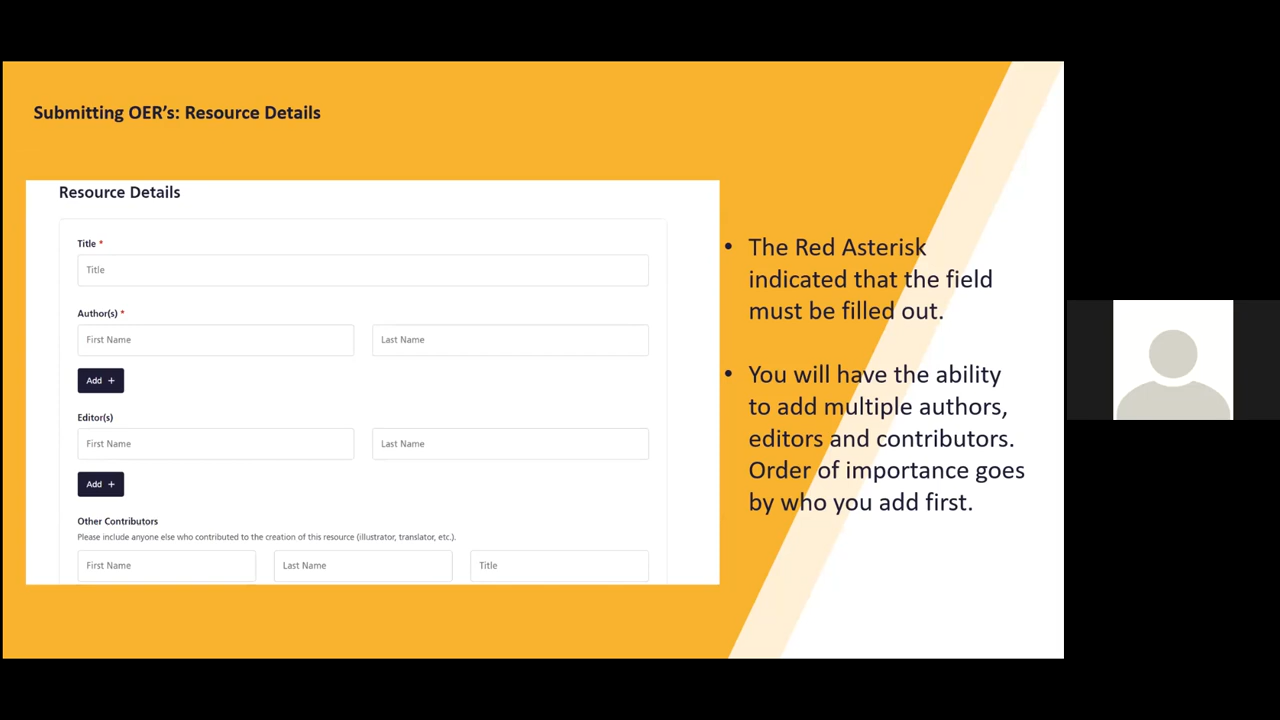 Submitting OER's: Resource Details
Resource Details
Title *
Title
Author(s) *
First Name Last Name
Add +
Editor(s)
First Name Last Name
Add +
Other Contributors
Please include anyone else who contributed to the creation of this resource (illustrator, translator, etc.).
First Name Last Name Title
• The Red Asterisk
indicated that the field
must be filled out.
• You will have the ability
to add multiple authors,
editors and contributors.
Order of importance goes
by who you add first.